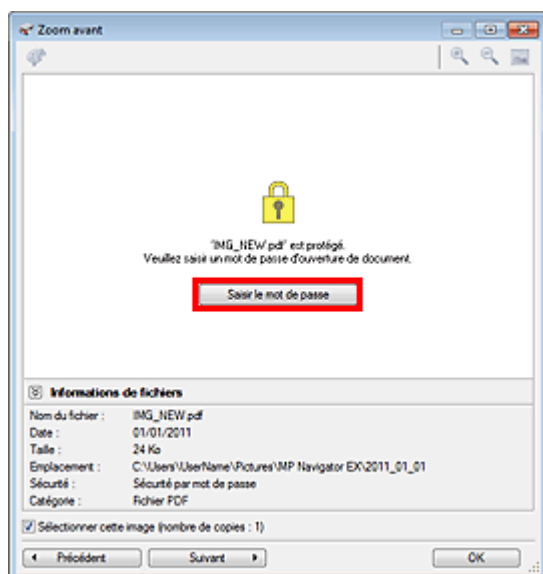 Zoom avant
'IMG_NEW.pdf' est protégé.
Veuillez saisir un mot de passe d'ouverture de document.
Saisir le mot de passe
Informations de fichiers
Nom du fichier : IMG_NEW.pdf
Date : 01/01/2011
Taille : 24 Ko
Emplacement : C:\Users\UserName\Pictures\MP Navigator EX\2011_01_01
Sécurité : Sécurité par mot de passe
Catégorie : Fichier PDF
Sélectionner cette image (nombre de copies : 1)
Précédent Suivant OK